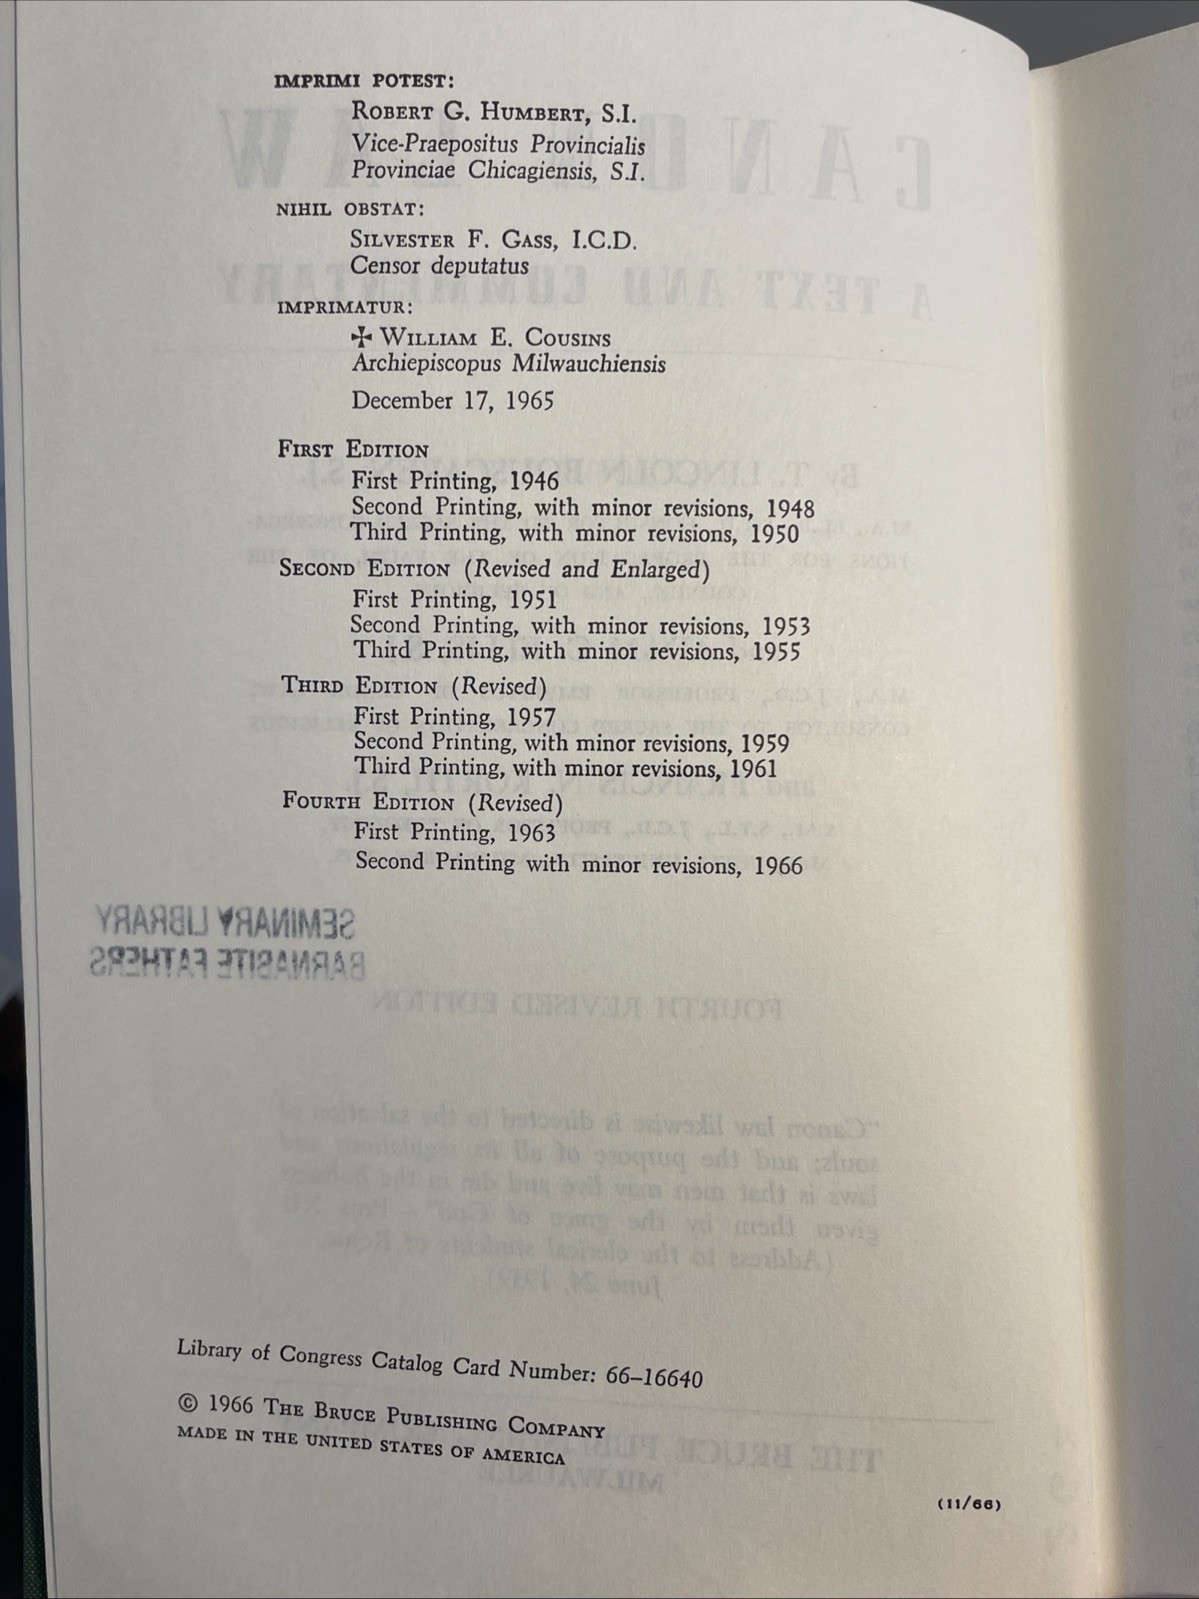 IMPRIMI POTEST:
ROBERT G. HUMBERT, S.I.
Vice-Praepositus Provincialis
Provinciae Chicagiensis, S.I.
NIHIL OBSTAT:
SILVESTER F. GASS, I.C.D.
Censor deputatus
IMPRIMATUR:
✠ WILLIAM E. COUSINS
Archiepiscopus Milwauchiensis
December 17, 1965
FIRST EDITION
First Printing, 1946
Second Printing, with minor revisions, 1948
Third Printing, with minor revisions, 1950
SECOND EDITION (Revised and Enlarged)
First Printing, 1951
Second Printing, with minor revisions, 1953
Third Printing, with minor revisions, 1955
THIRD EDITION (Revised)
First Printing, 1957
Second Printing, with minor revisions, 1959
Third Printing, with minor revisions, 1961
FOURTH EDITION (Revised)
First Printing, 1963
Second Printing with minor revisions, 1966
SEMINARY LIBRARY
BARNABITE FATHERS
FOURTH REVISED EDITION
Library of Congress Catalog Card Number: 66–16640
© 1966 THE BRUCE PUBLISHING COMPANY
MADE IN THE UNITED STATES OF AMERICA
(11/66)